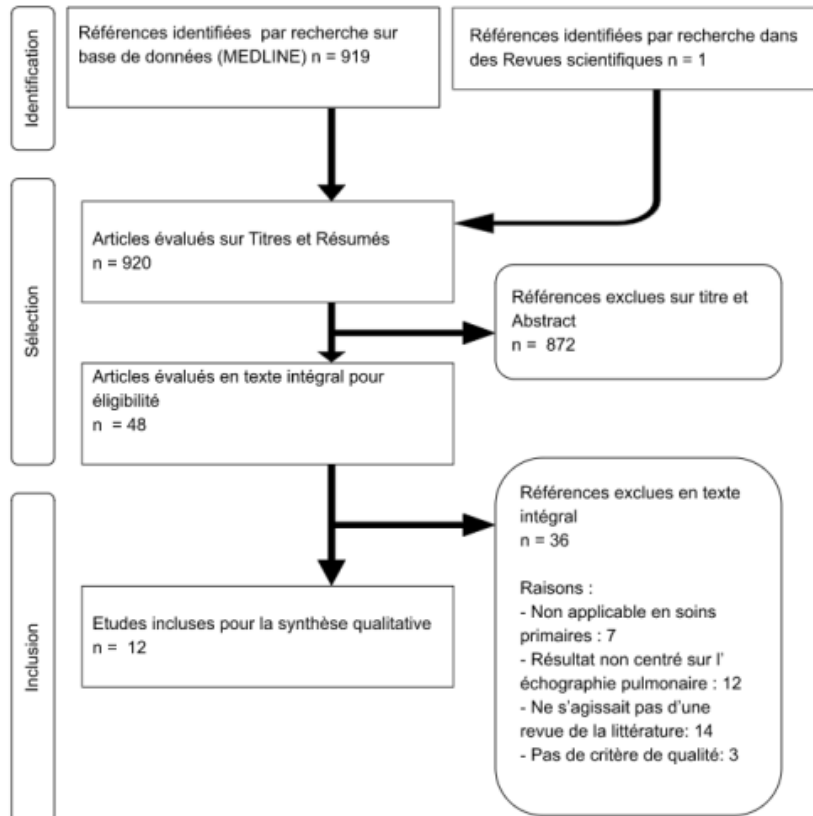 Identification
Références identifiées par recherche sur
base de données (MEDLINE) n = 919
Références identifiées par recherche dans
des Revues scientifiques n = 1
Sélection
Articles évalués sur Titres et Résumés
n = 920
Références exclues sur titre et
Abstract
n = 872
Articles évalués en texte intégral pour
éligibilité
n = 48
Inclusion
Références exclues en texte
intégral
n = 36
Raisons :
- Non applicable en soins
primaires : 7
- Résultat non centré sur l'
échographie pulmonaire : 12
- Ne s'agissait pas d'une
revue de la littérature: 14
- Pas de critère de qualité: 3
Etudes incluses pour la synthèse qualitative
n = 12